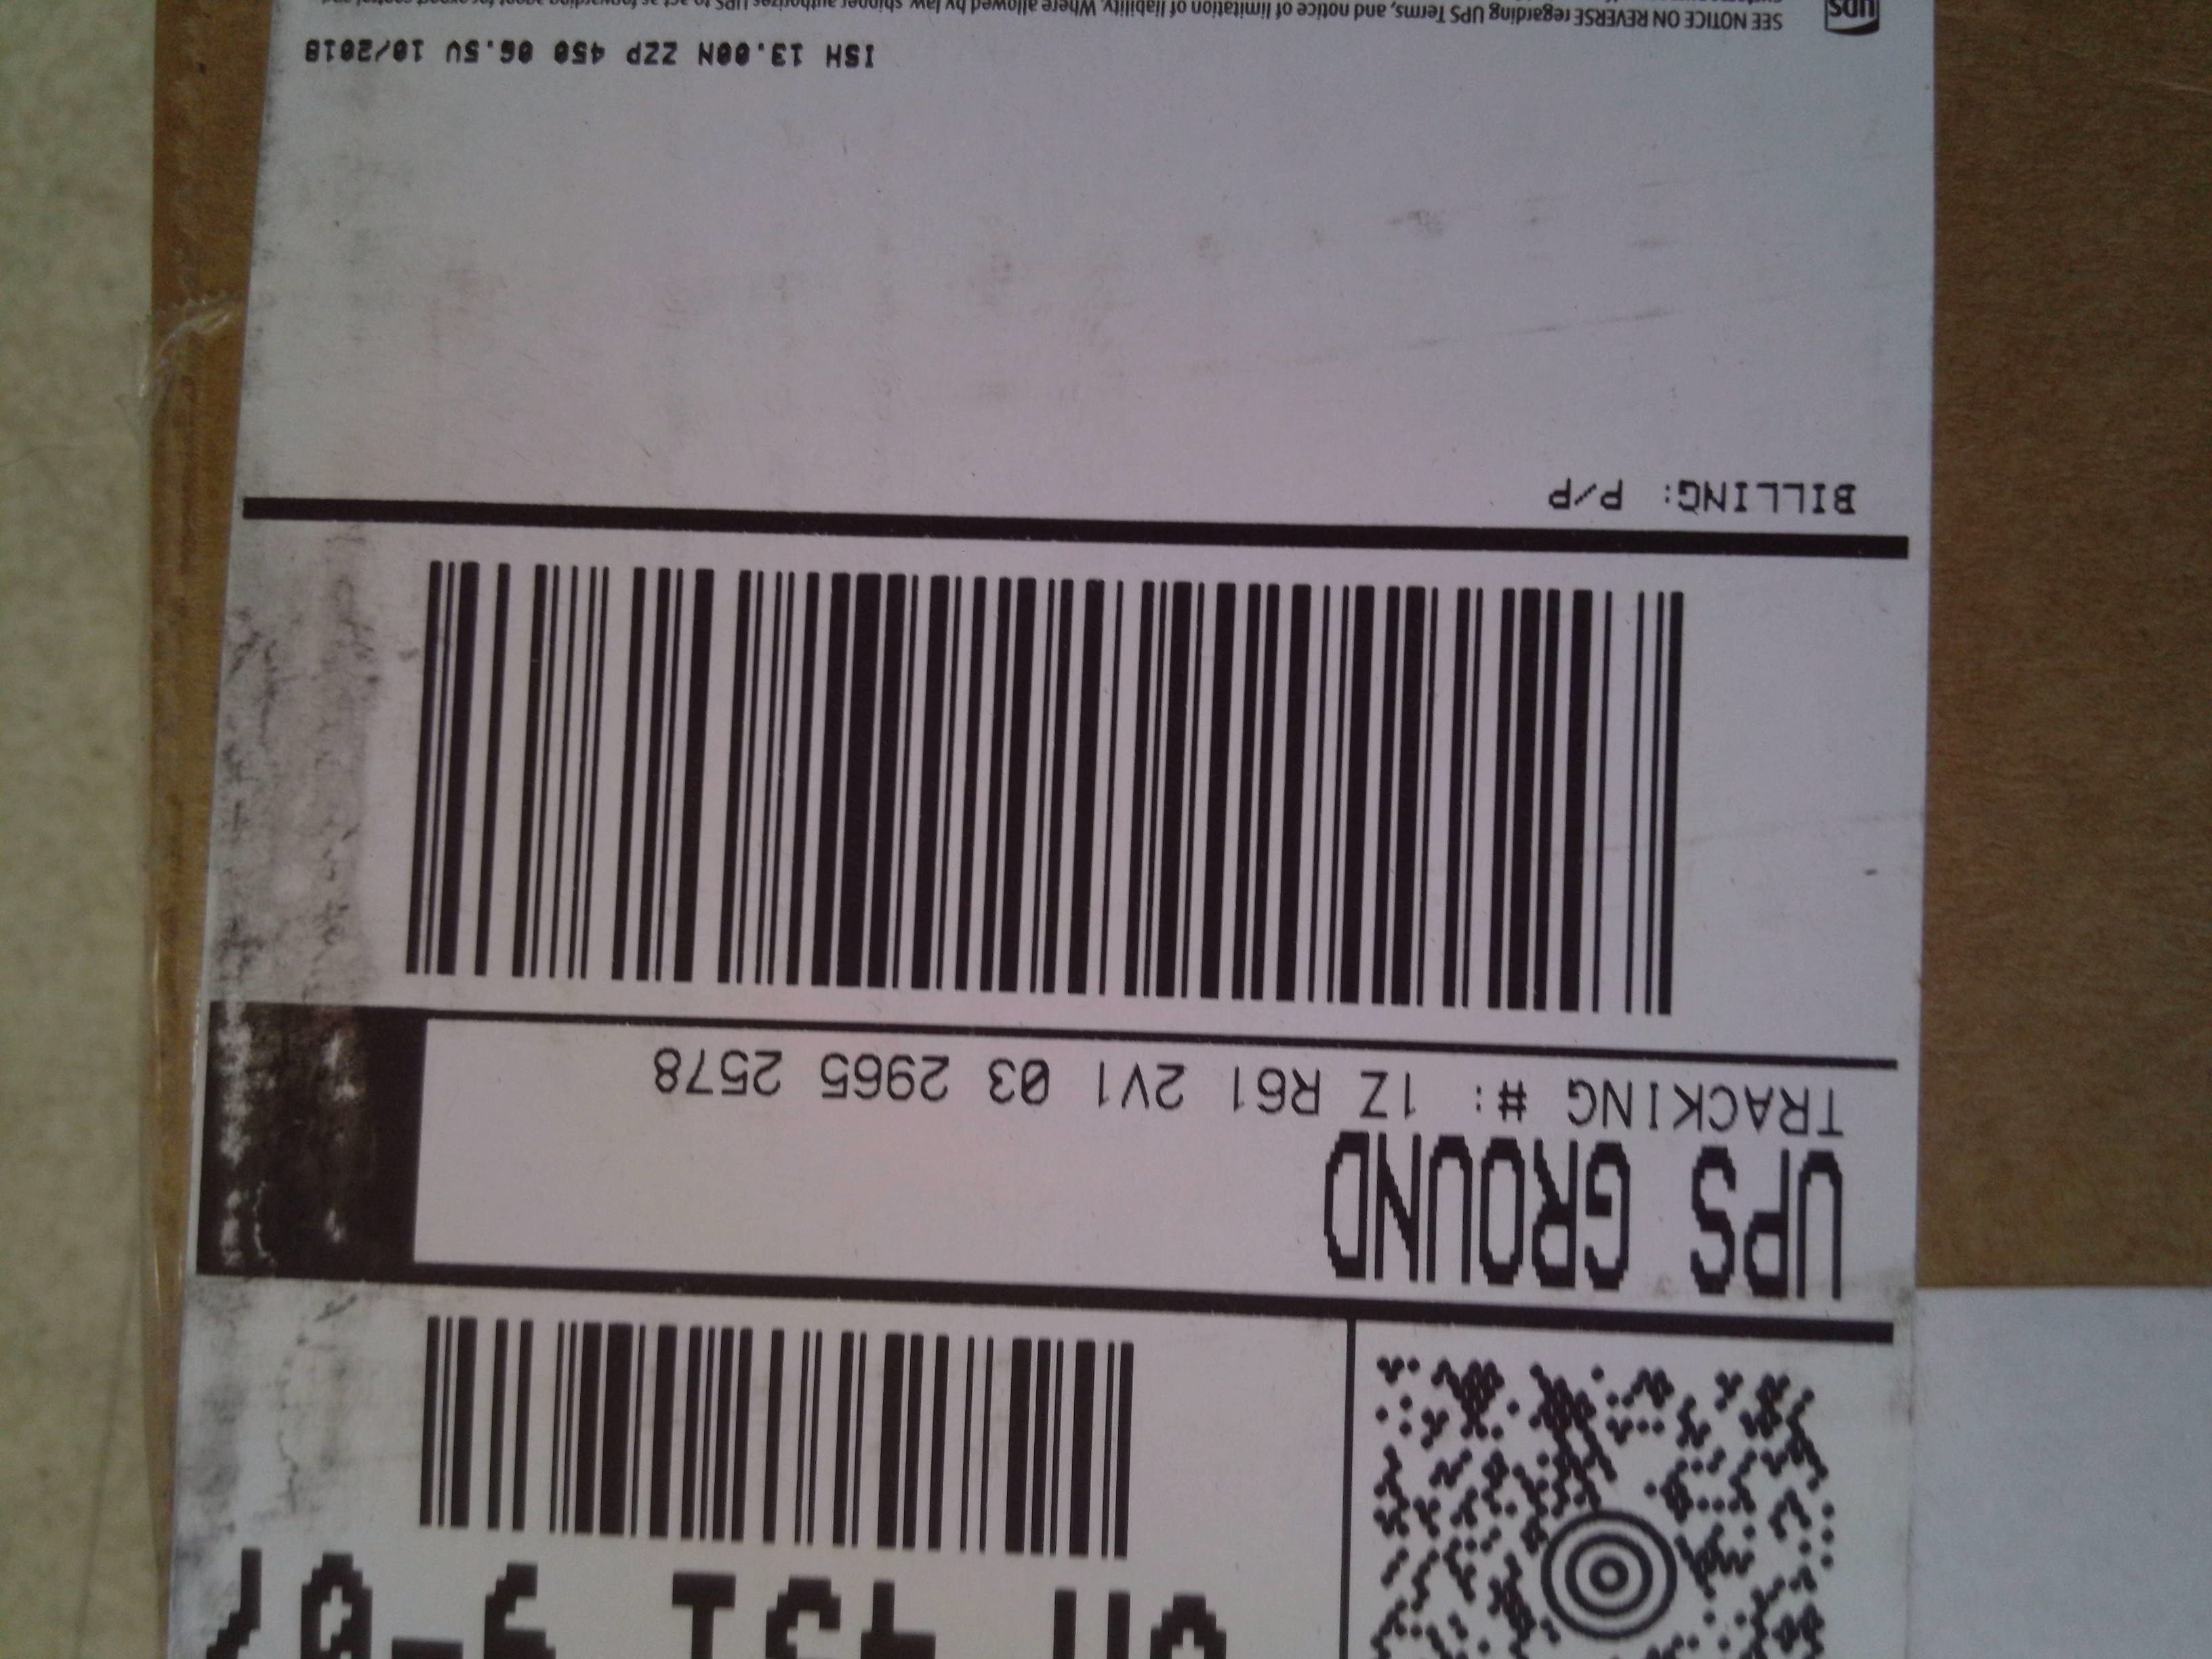 UPS GROUND
TRACKING #: 1Z R61 2V1 03 2965 2578
BILLING: P/P
ISH 13.00N ZZP 450 06.5V 10/2018
ups
SEE NOTICE ON REVERSE regarding UPS Terms, and notice of limitation of liability. Where allowed by law, shipper authorizes UPS to act as forwarding agent for export control and